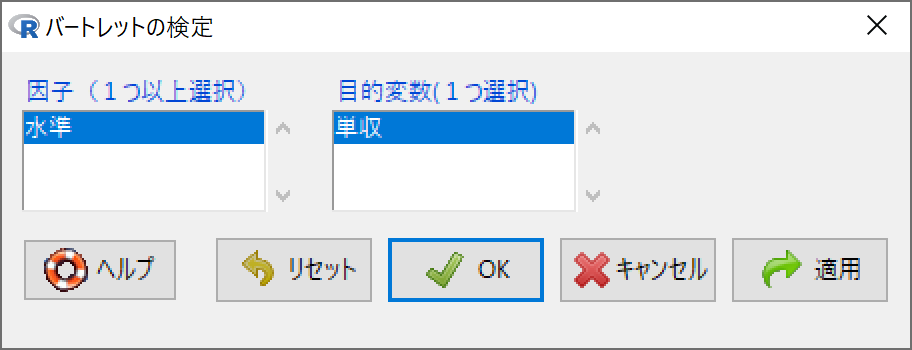 バートレットの検定
因子（１つ以上選択） 目的変数(１つ選択)
水準 単収
ヘルプ リセット OK キャンセル 適用